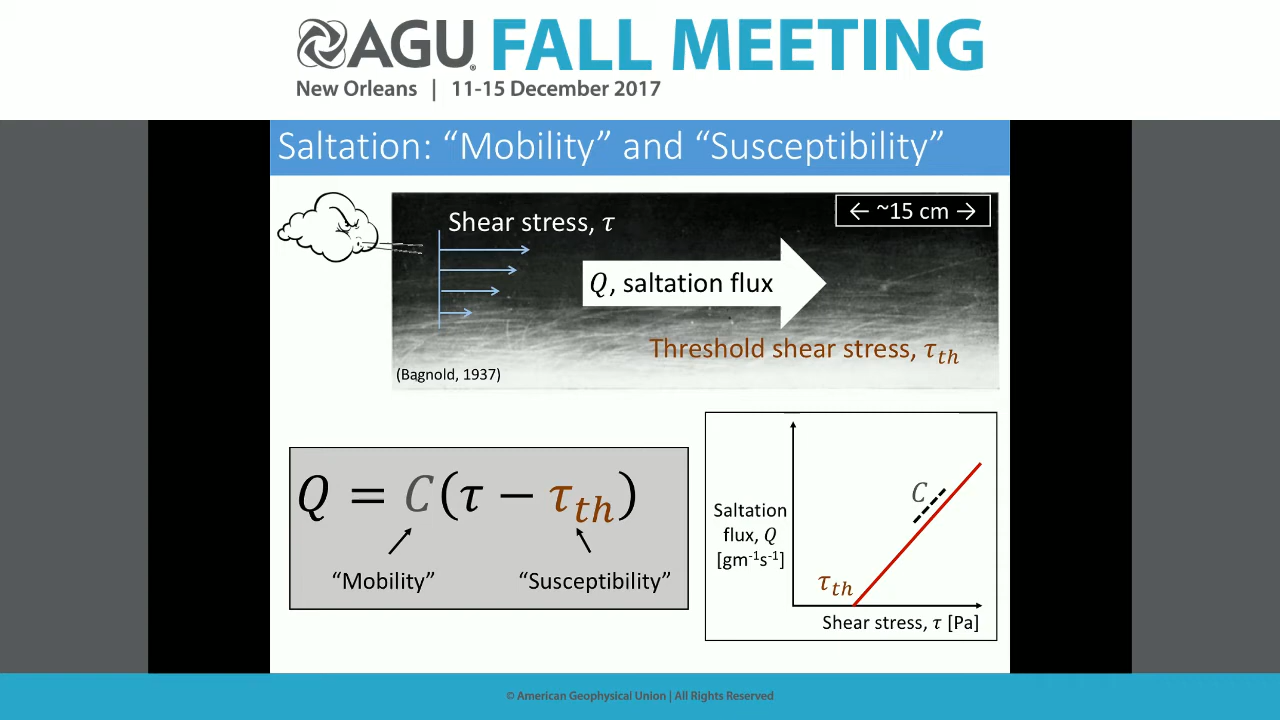 AGU FALL MEETING
New Orleans | 11-15 December 2017
Saltation: “Mobility” and “Susceptibility”
Shear stress, τ
← ~15 cm →
Q, saltation flux
Threshold shear stress, τth
(Bagnold, 1937)
Q = C(τ − τth)
“Mobility”
“Susceptibility”
C
Saltation
flux, Q
[gm⁻¹s⁻¹]
τth
Shear stress, τ [Pa]
© American Geophysical Union | All Rights Reserved